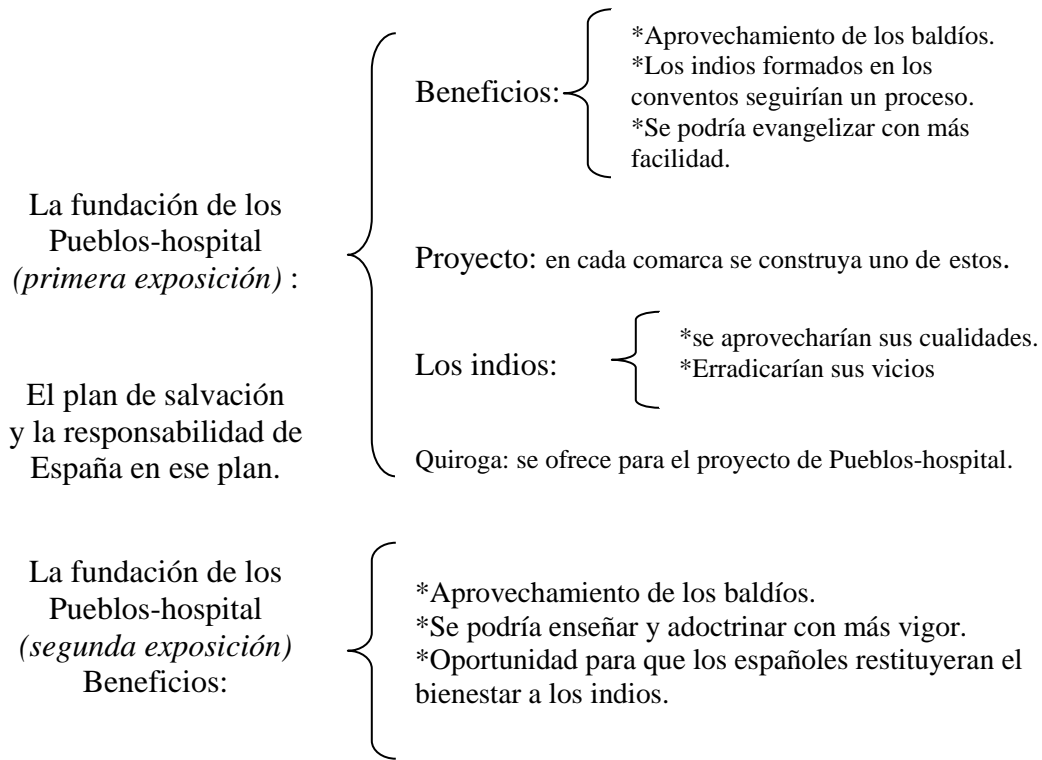 La fundación de los
Pueblos-hospital
(primera exposición) :
El plan de salvación
y la responsabilidad de
España en ese plan.
Beneficios:
*Aprovechamiento de los baldíos.
*Los indios formados en los
conventos seguirían un proceso.
*Se podría evangelizar con más
facilidad.
Proyecto: en cada comarca se construya uno de estos.
Los indios:
*se aprovecharían sus cualidades.
*Erradicarían sus vicios
Quiroga: se ofrece para el proyecto de Pueblos-hospital.
La fundación de los
Pueblos-hospital
(segunda exposición)
Beneficios:
*Aprovechamiento de los baldíos.
*Se podría enseñar y adoctrinar con más vigor.
*Oportunidad para que los españoles restituyeran el
bienestar a los indios.